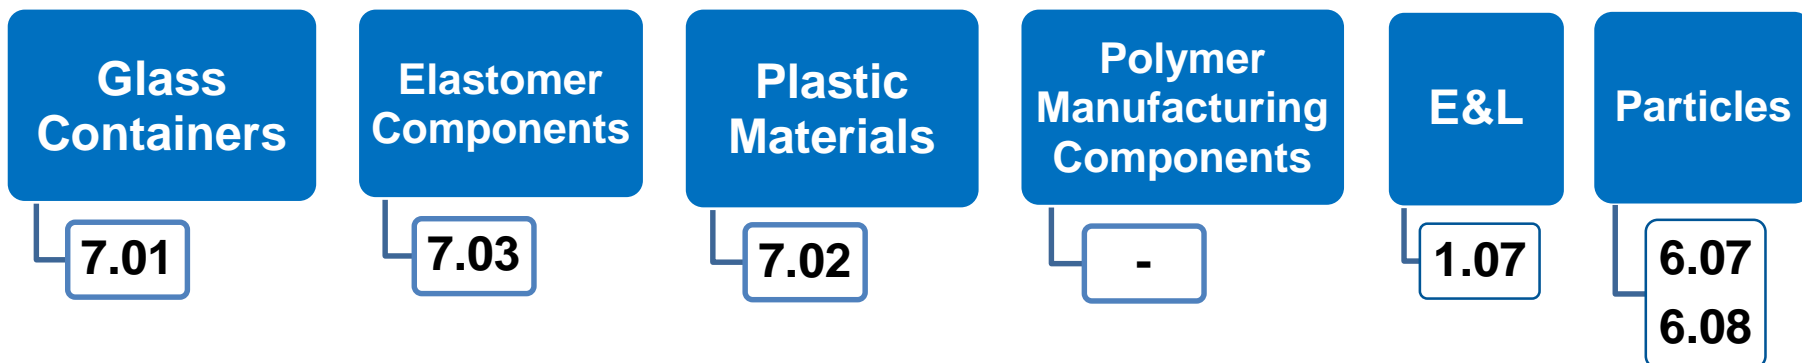 Glass
Containers
7.01
Elastomer
Components
7.03
Plastic
Materials
7.02
Polymer
Manufacturing
Components
-
E&L
1.07
Particles
6.07
6.08